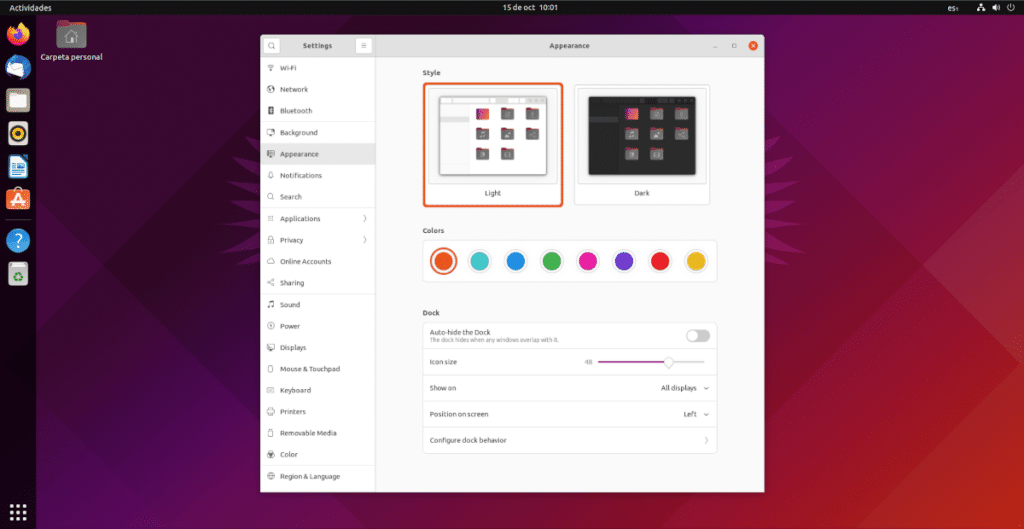 Actividades
15 de oct 10:01
es₁
Carpeta personal
Settings
Appearance
Wi-Fi
Network
Bluetooth
Background
Appearance
Notifications
Search
Applications
Privacy
Online Accounts
Sharing
Sound
Power
Displays
Mouse & Touchpad
Keyboard
Printers
Removable Media
Color
Region & Language
Style
Light
Dark
Colors
Dock
Auto-hide the Dock
The dock hides when any windows overlap with it.
Icon size
48
Show on
All displays
Position on screen
Left
Configure dock behavior